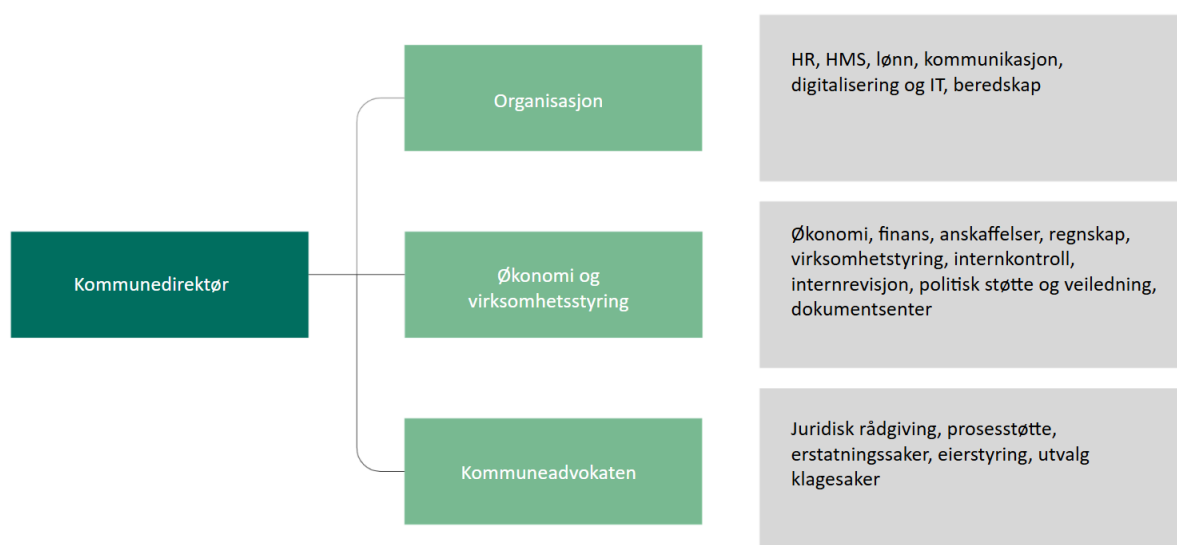 Organisasjon
HR, HMS, lønn, kommunikasjon,
digitalisering og IT, beredskap
Kommunedirektør
Økonomi og
virksomhetsstyring
Økonomi, finans, anskaffelser, regnskap,
virksomhetstyring, internkontroll,
internrevisjon, politisk støtte og veiledning,
dokumentsenter
Kommuneadvokaten
Juridisk rådgiving, prosesstøtte,
erstatningssaker, eierstyring, utvalg
klagesaker